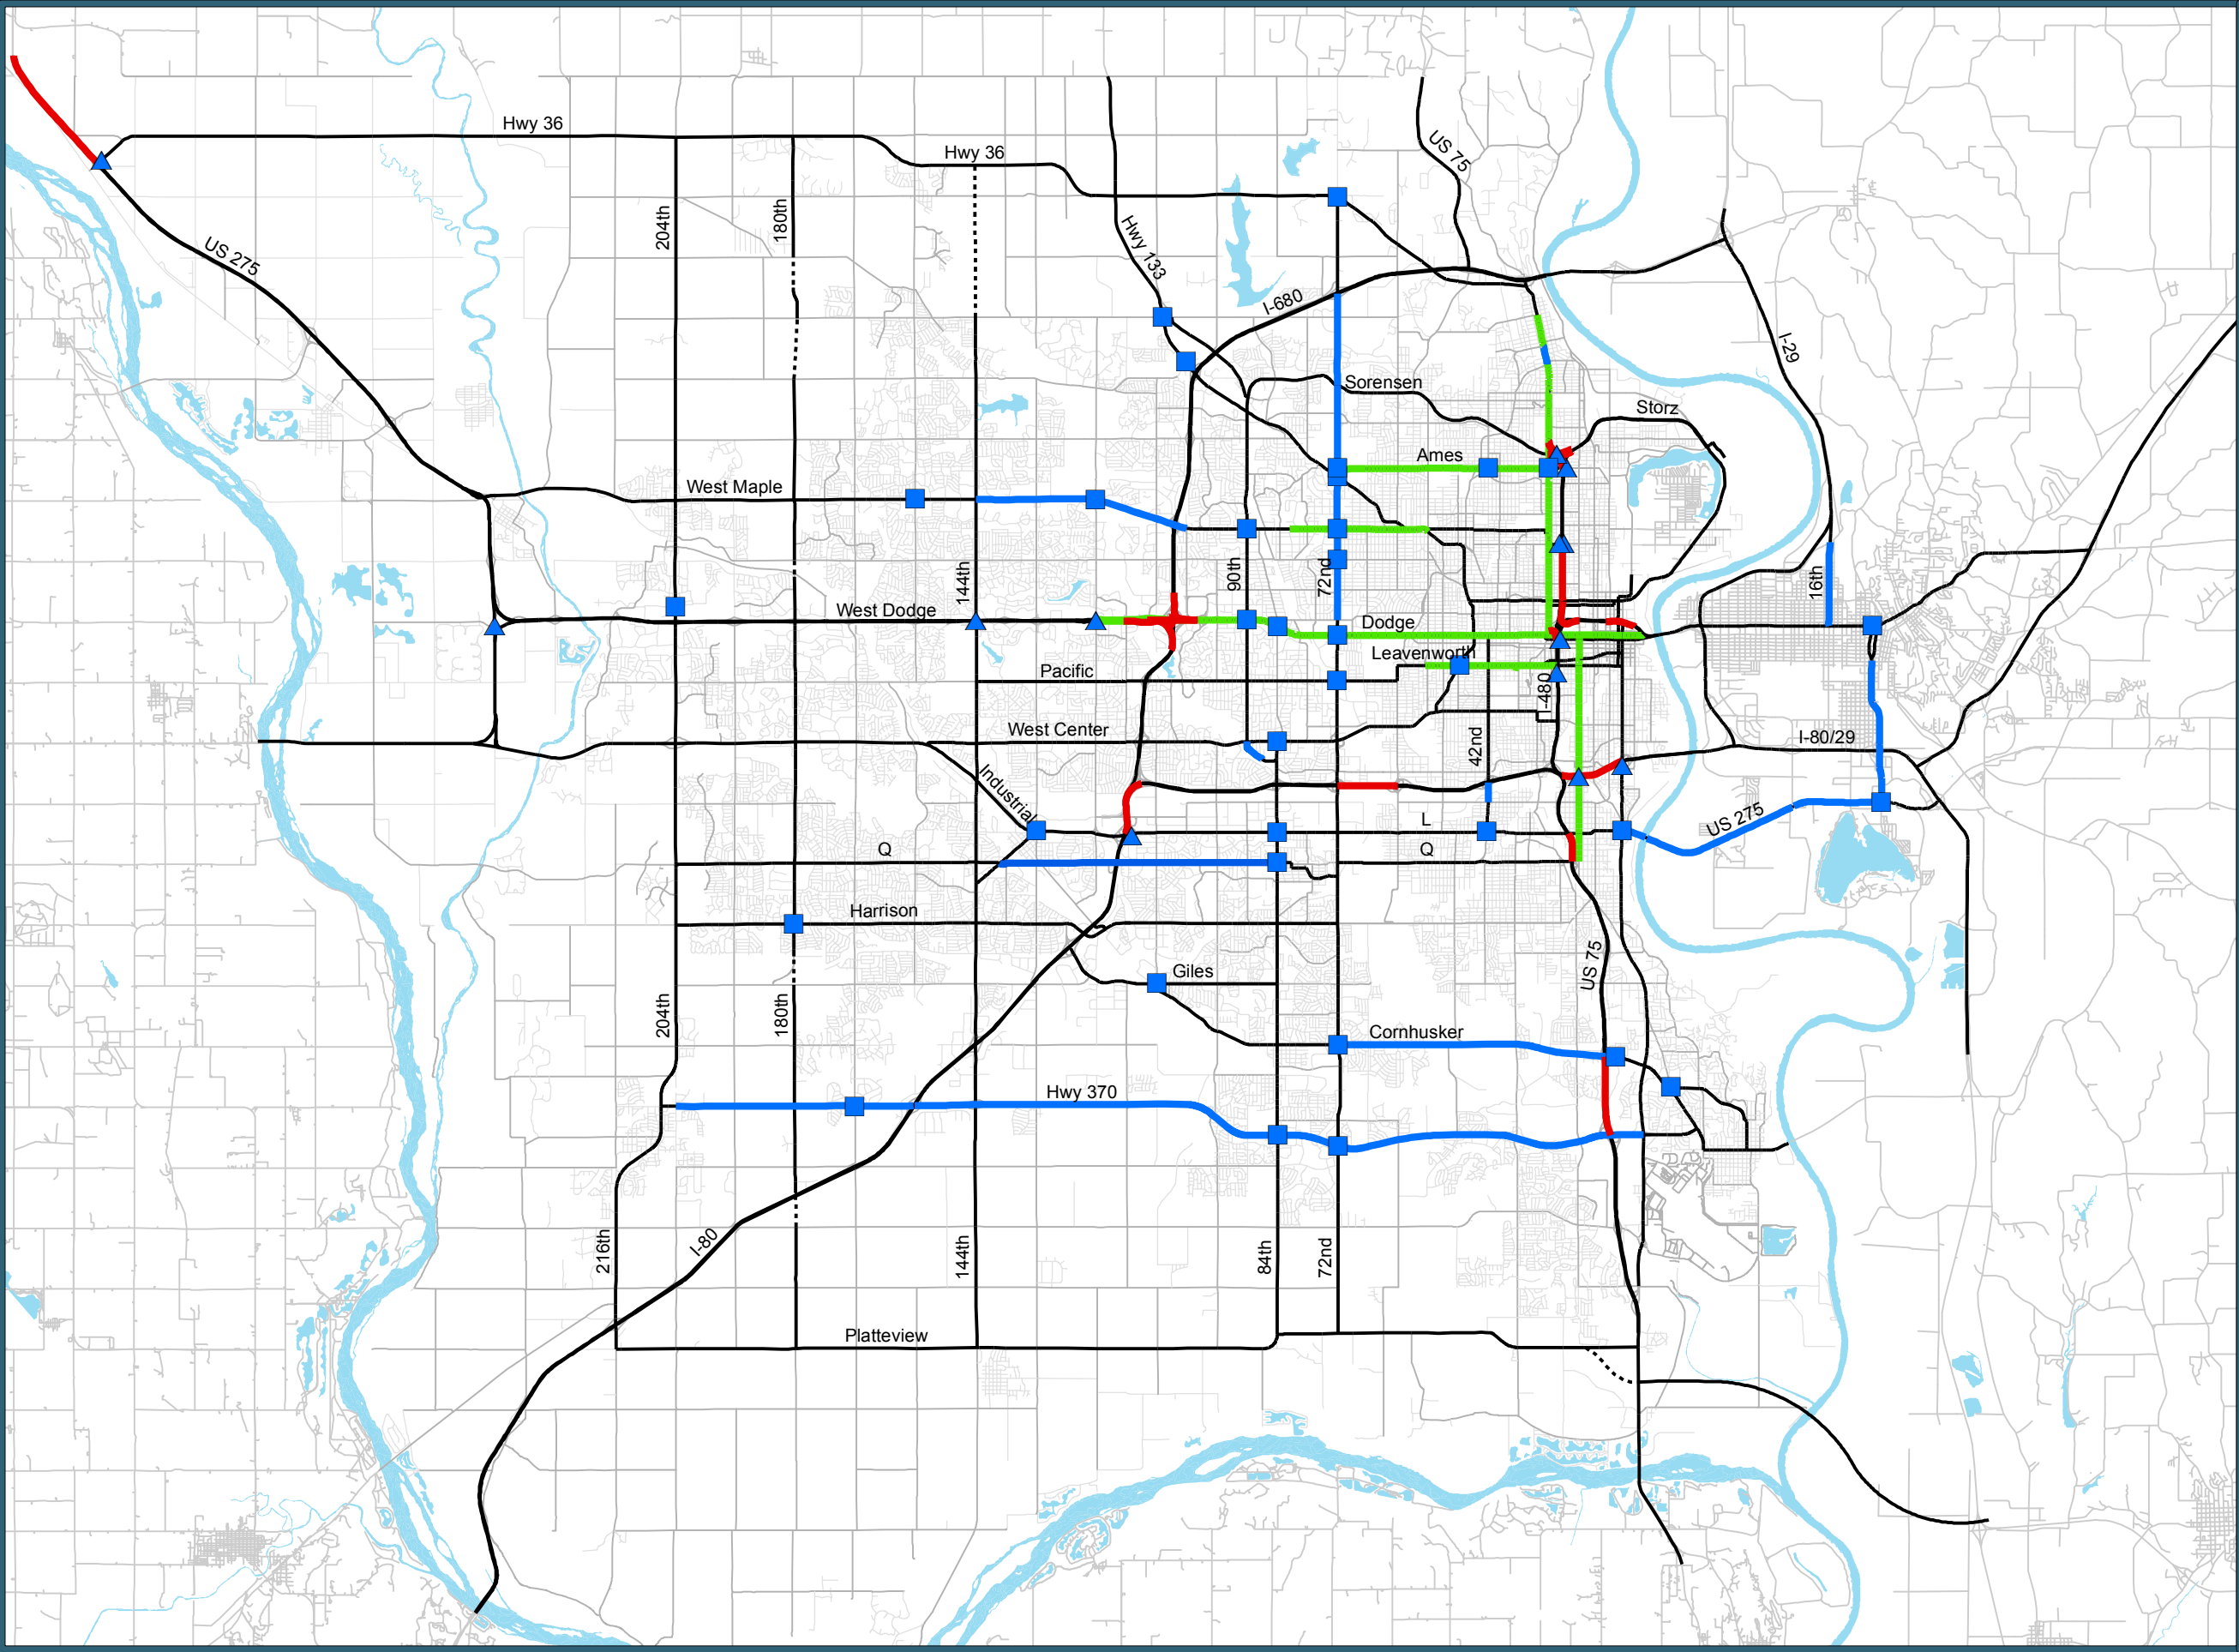 Hwy 36
Hwy 36
US 75
204th
180th
Hwy 133
US 275
I-680
I-29
Sorensen
Storz
Ames
West Maple
144th
90th
72nd
16th
West Dodge
Dodge
Leavenworth
Pacific
I-480
West Center
42nd
I-80/29
Industrial
L
US 275
Q
Q
Harrison
US 75
Giles
204th
180th
Cornhusker
Hwy 370
216th
I-80
144th
84th
72nd
Platteview